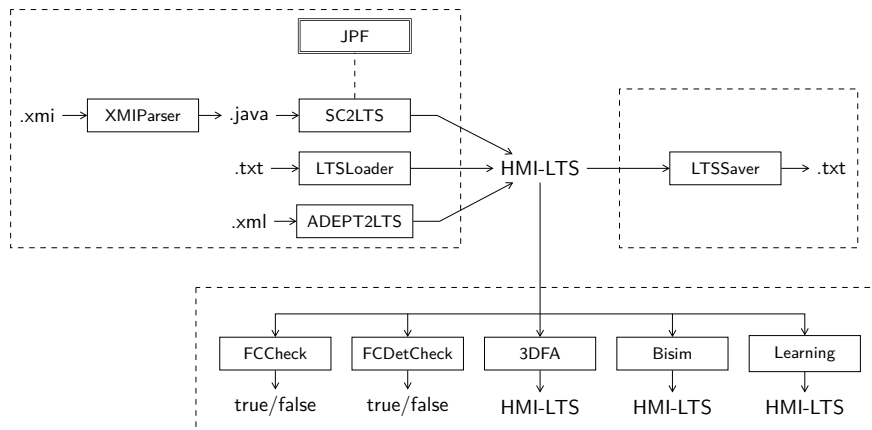 JPF
.xmi XMIParser .java SC2LTS
.txt LTSLoader HMI-LTS LTSSaver .txt
.xml ADEPT2LTS
FCCheck FCDetCheck 3DFA Bisim Learning
true/false true/false HMI-LTS HMI-LTS HMI-LTS